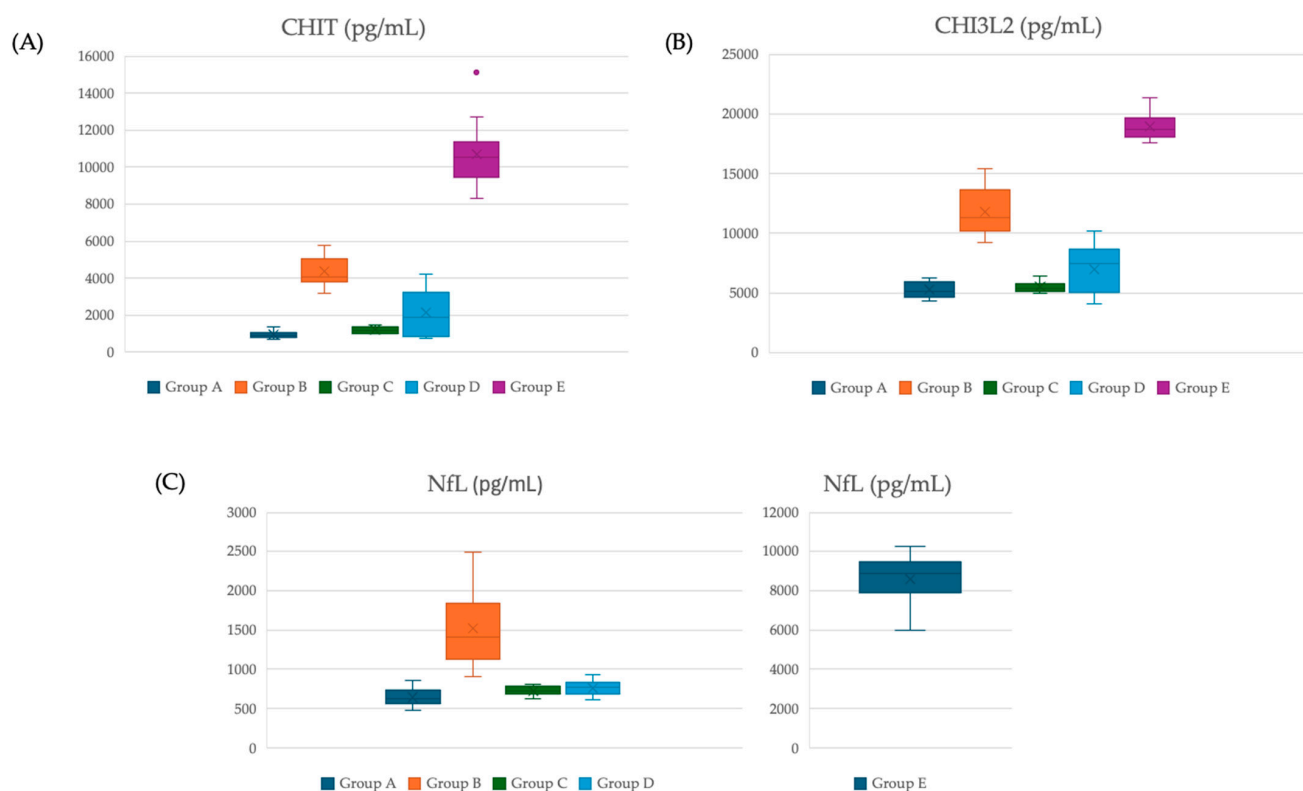 (A)
CHIT (pg/mL)
16000
14000
12000
10000
8000
6000
4000
2000
0
Group A Group B Group C Group D Group E
(B)
CHI3L2 (pg/mL)
25000
20000
15000
10000
5000
0
Group A Group B Group C Group D Group E
(C)
NfL (pg/mL)
3000
2500
2000
1500
1000
500
0
Group A Group B Group C Group D
NfL (pg/mL)
12000
10000
8000
6000
4000
2000
0
Group E